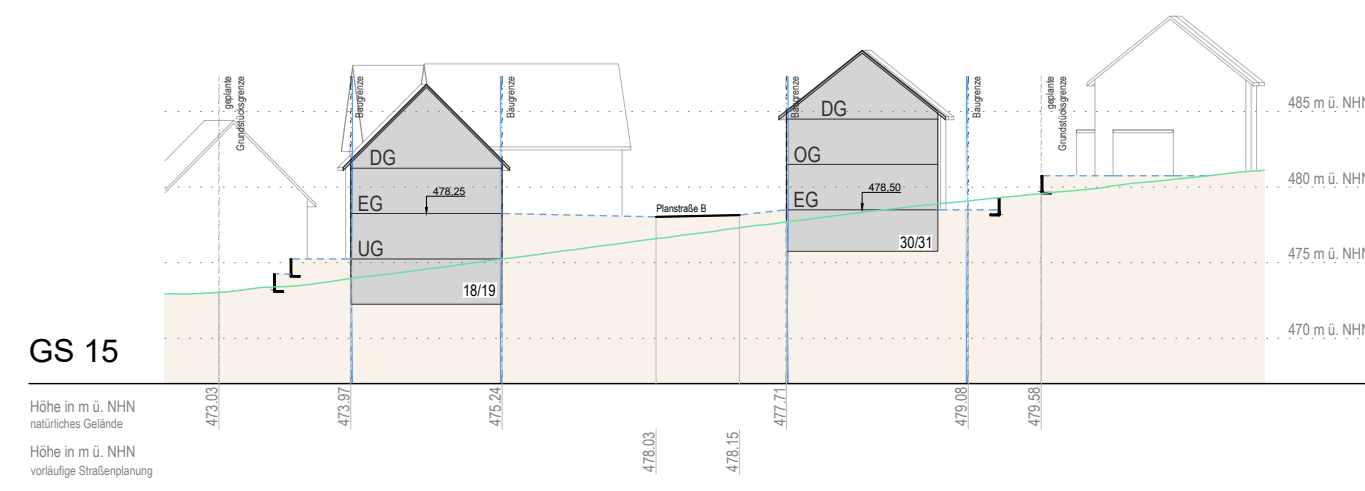 geplante
Grundstücksgrenze
Baugrenze
Baugrenze
Baugrenze
Baugrenze
geplante
Grundstücksgrenze
485 m ü. NHN
480 m ü. NHN
475 m ü. NHN
470 m ü. NHN
DG
EG
478.25
UG
18/19
Planstraße B
DG
OG
EG
478.50
30/31
GS 15
Höhe in m ü. NHN
natürliches Gelände
473.03
473.97
475.24
477.71
479.08
479.58
Höhe in m ü. NHN
vorläufige Straßenplanung
478.03
478.15